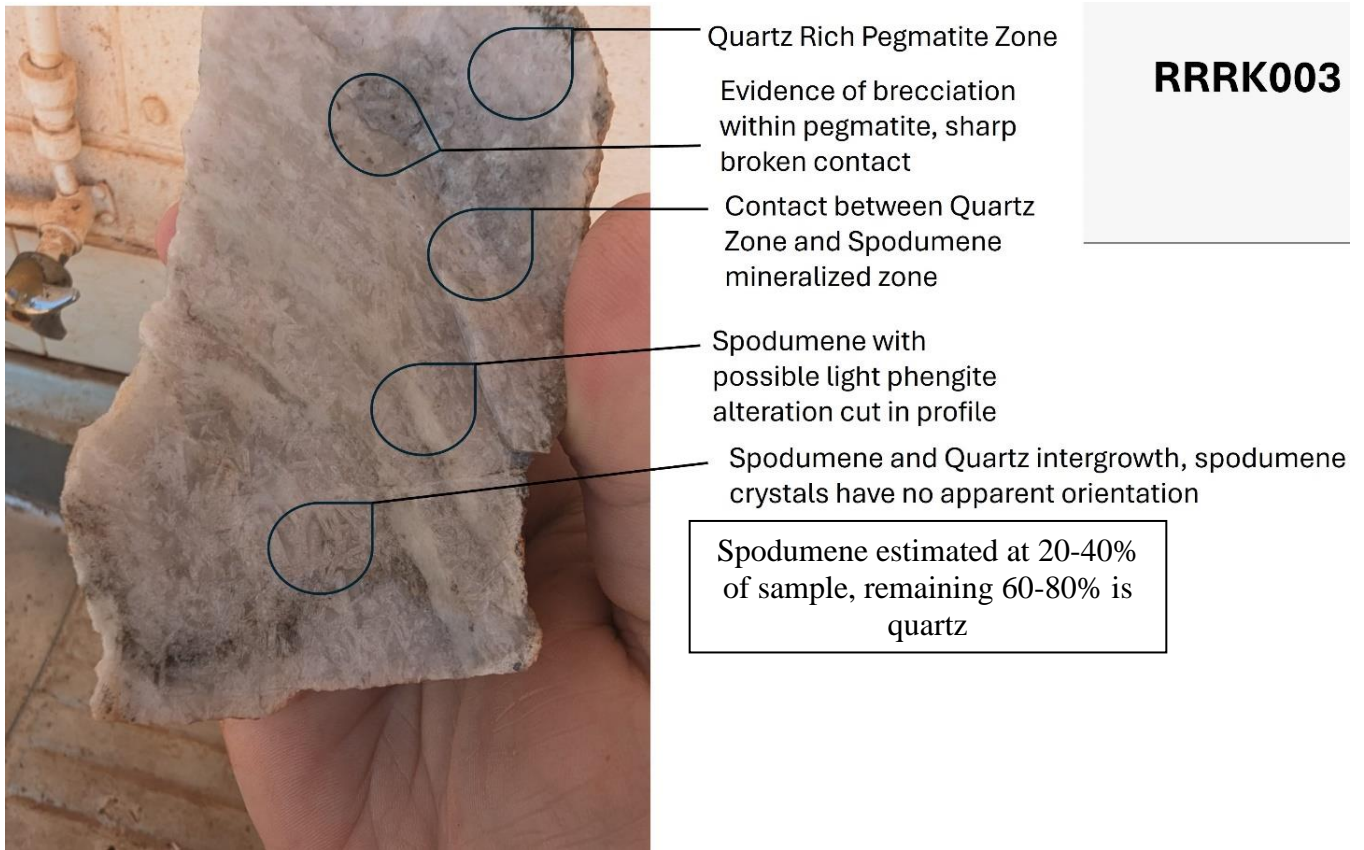 Quartz Rich Pegmatite Zone
RRRK003
Evidence of brecciation
within pegmatite, sharp
broken contact
Contact between Quartz
Zone and Spodumene
mineralized zone
Spodumene with
possible light phengite
alteration cut in profile
Spodumene and Quartz intergrowth, spodumene
crystals have no apparent orientation
Spodumene estimated at 20-40%
of sample, remaining 60-80% is
quartz